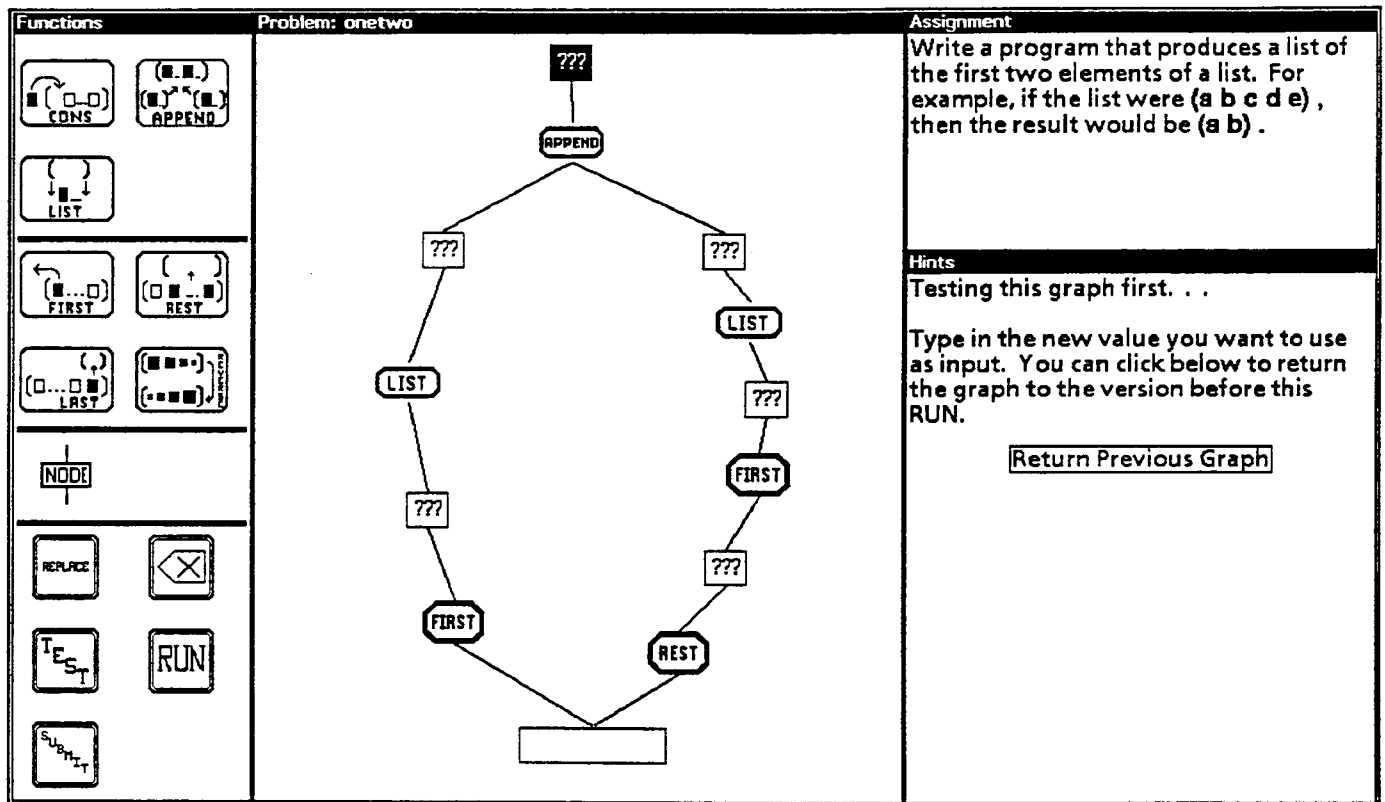 Functions
CONS
APPEND
LIST
FIRST
REST
LAST
NODE
REPLACE
TEST
RUN
SUBMIT
Problem: onetwo
???
APPEND
???
???
LIST
LIST
???
???
FIRST
???
FIRST
REST
Assignment
Write a program that produces a list of
the first two elements of a list. For
example, if the list were (a b c d e) ,
then the result would be (a b) .
Hints
Testing this graph first. . .
Type in the new value you want to use
as input. You can click below to return
the graph to the version before this
RUN.
Return Previous Graph